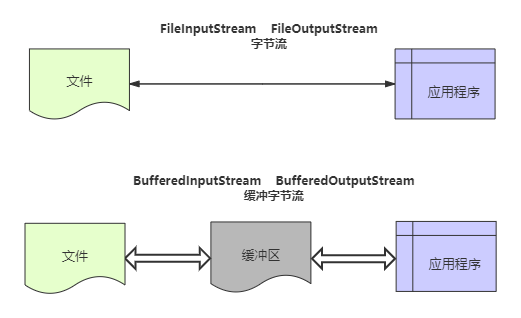 FileInputStream FileOutputStream
字节流
文件
应用程序
BufferedInputStream BufferedOutputStream
缓冲字节流
文件
缓冲区
应用程序